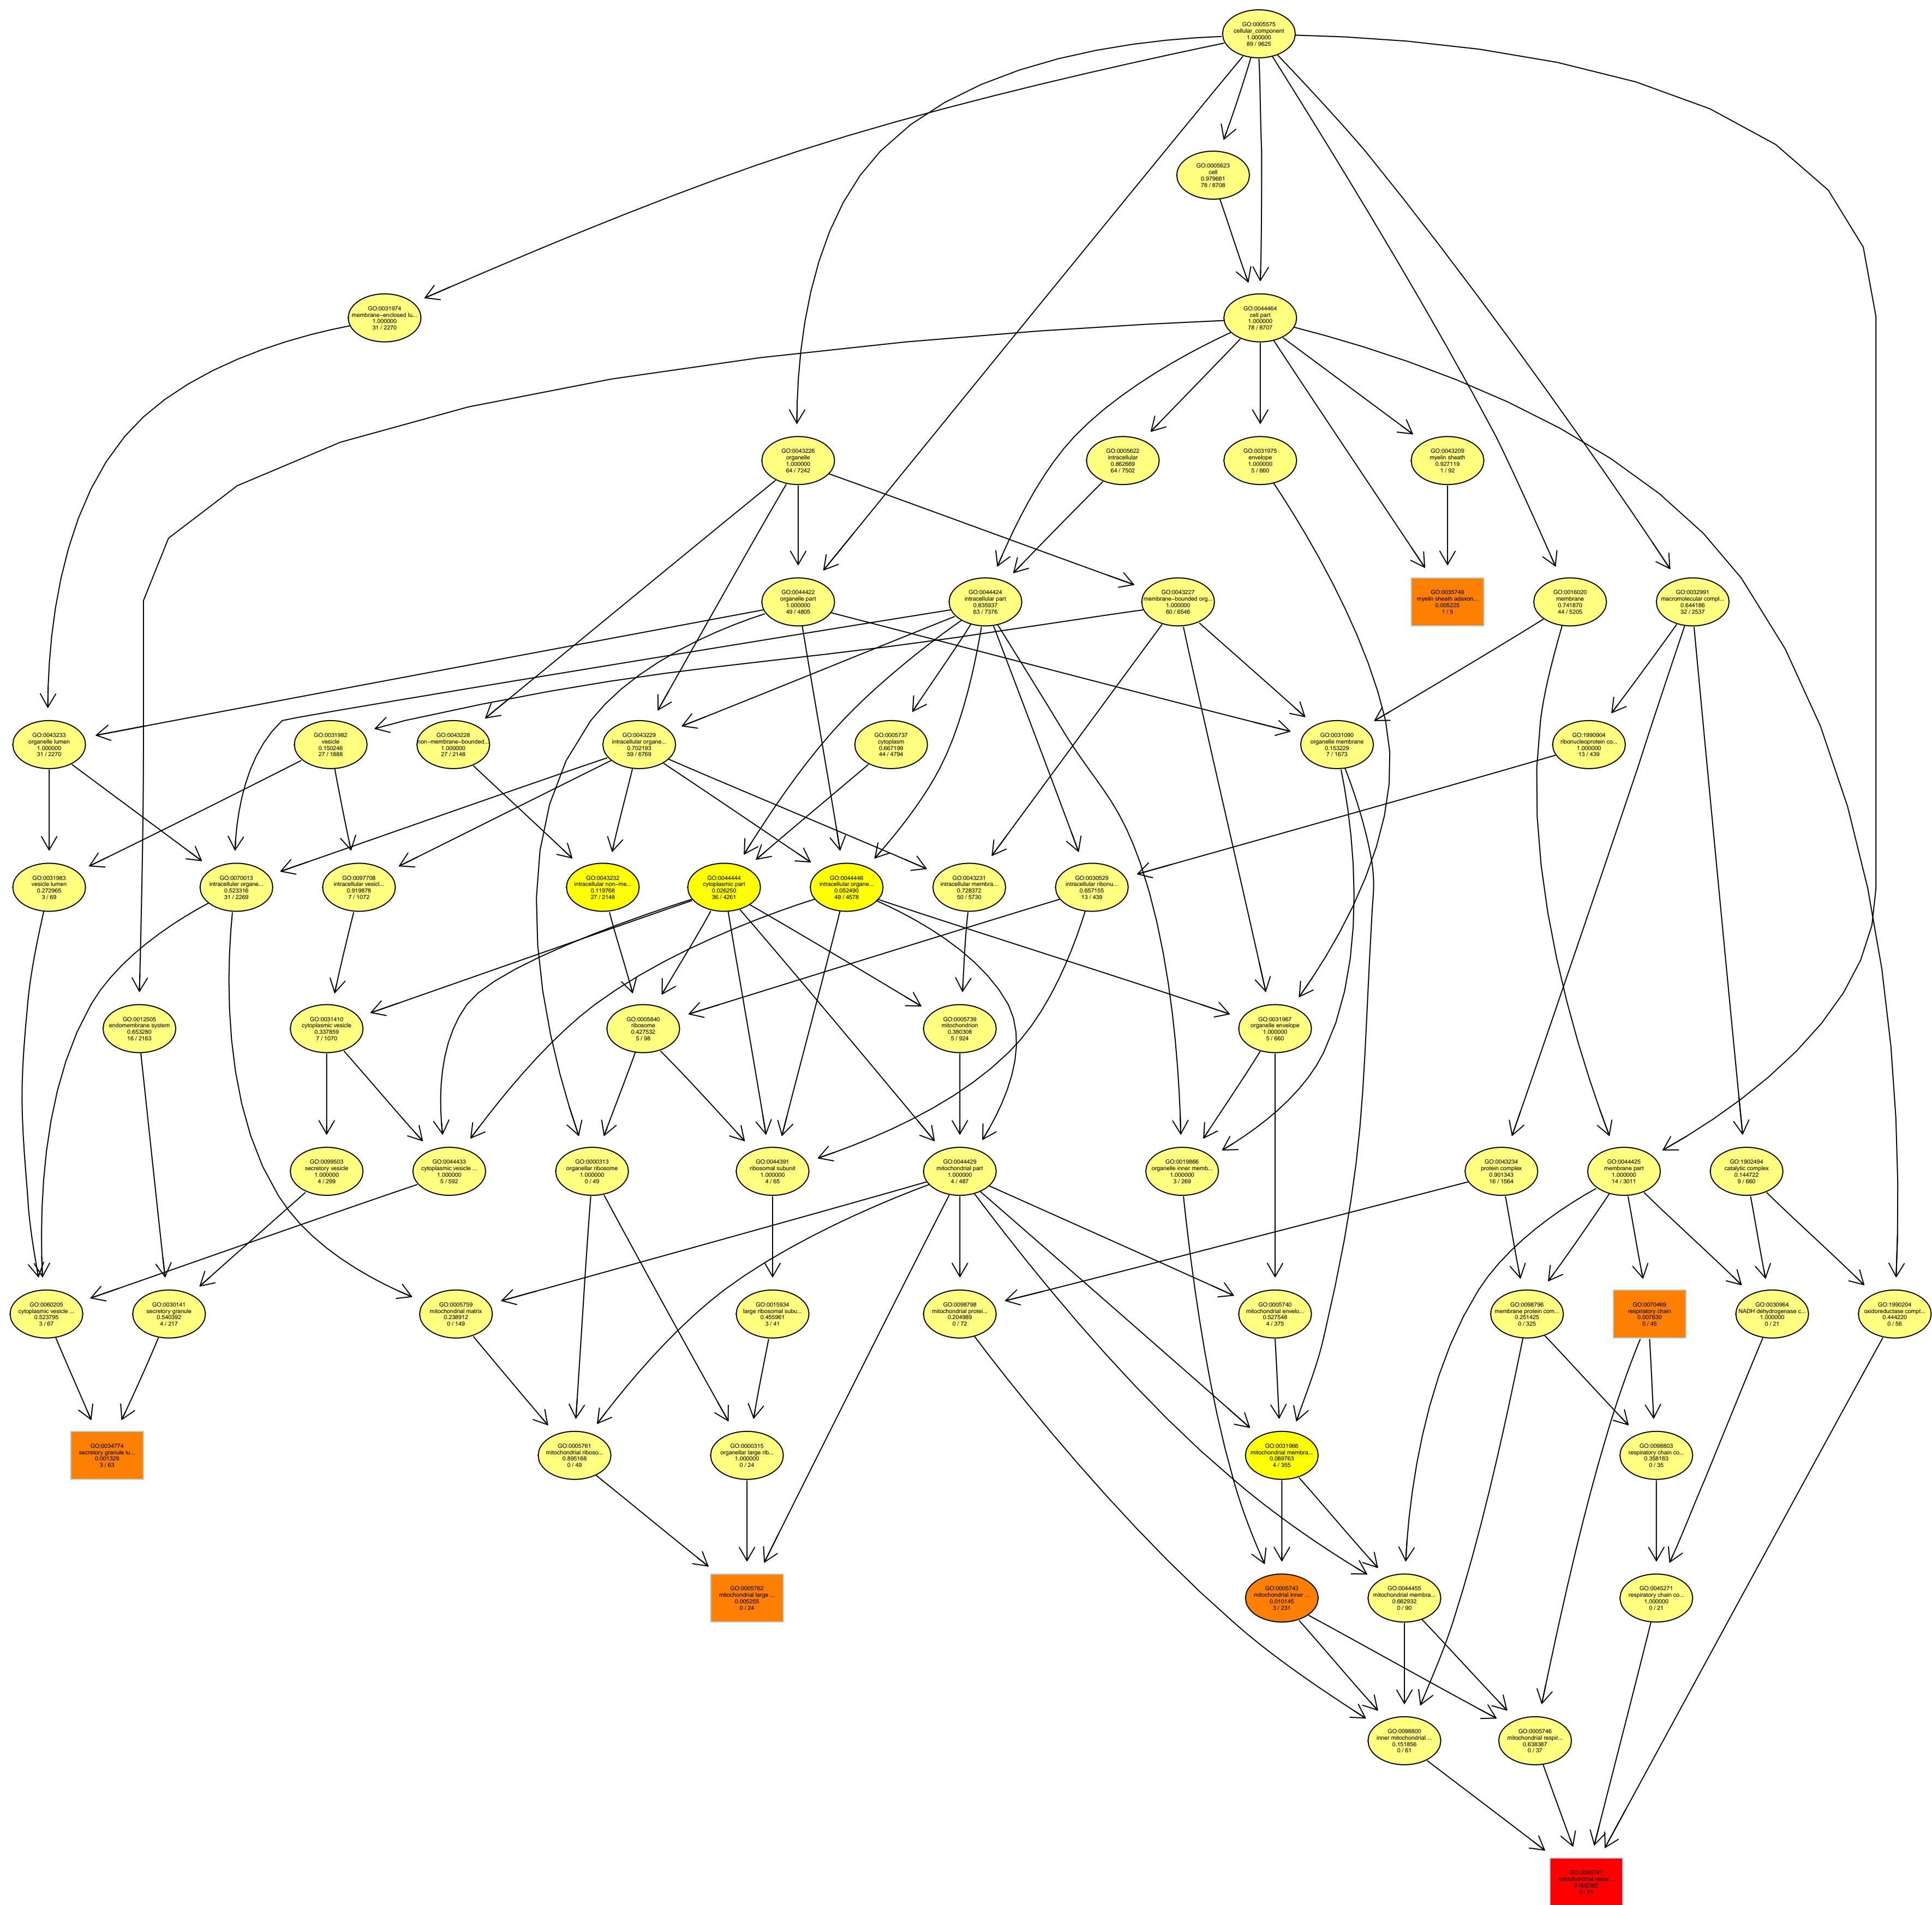 GO:0005575
cellular_component
1.000000
89 / 9625
GO:0005623
cell
0.979661
78 / 8708
GO:0031974
membrane−enclosed lu...
1.000000
31 / 2270
GO:0044464
cell part
1.000000
78 / 8707
GO:0043226
organelle
1.000000
64 / 7242
GO:0005622
intracellular
0.862669
64 / 7502
GO:0031975
envelope
1.000000
5 / 660
GO:0043209
myelin sheath
0.927119
1 / 92
GO:0044422
organelle part
1.000000
49 / 4805
GO:0044424
intracellular part
0.835937
63 / 7376
GO:0043227
membrane−bounded org...
1.000000
60 / 6546
GO:0035749
myelin sheath adaxon...
0.005225
1 / 5
GO:0016020
membrane
0.741870
44 / 5205
GO:0032991
macromolecular compl...
0.644186
32 / 2537
GO:0043233
organelle lumen
1.000000
31 / 2270
GO:0031982
vesicle
0.150246
27 / 1888
GO:0043228
non−membrane−bounded...
1.000000
27 / 2148
GO:0043229
intracellular organe...
0.702193
59 / 6769
GO:0005737
cytoplasm
0.667199
44 / 4794
GO:0031090
organelle membrane
0.153229
7 / 1673
GO:1990904
ribonucleoprotein co...
1.000000
13 / 439
GO:0031983
vesicle lumen
0.272965
3 / 69
GO:0070013
intracellular organe...
0.523316
31 / 2269
GO:0097708
intracellular vesicl...
0.919878
7 / 1072
GO:0043232
intracellular non−me...
0.119768
27 / 2148
GO:0044444
cytoplasmic part
0.026250
36 / 4261
GO:0044446
intracellular organe...
0.052490
49 / 4578
GO:0043231
intracellular membra...
0.728372
50 / 5730
GO:0030529
intracellular ribonu...
0.657155
13 / 439
GO:0012505
endomembrane system
0.653280
16 / 2163
GO:0031410
cytoplasmic vesicle
0.337859
7 / 1070
GO:0005840
ribosome
0.427532
5 / 98
GO:0005739
mitochondrion
0.380308
5 / 924
GO:0031967
organelle envelope
1.000000
5 / 660
GO:0099503
secretory vesicle
1.000000
4 / 299
GO:0044433
cytoplasmic vesicle ...
1.000000
5 / 592
GO:0000313
organellar ribosome
1.000000
0 / 49
GO:0044391
ribosomal subunit
1.000000
4 / 65
GO:0044429
mitochondrial part
1.000000
4 / 487
GO:0019866
organelle inner memb...
1.000000
3 / 269
GO:0043234
protein complex
0.901343
16 / 1564
GO:0044425
membrane part
1.000000
14 / 3011
GO:1902494
catalytic complex
0.144722
9 / 660
GO:0060205
cytoplasmic vesicle ...
0.523795
3 / 67
GO:0030141
secretory granule
0.540392
4 / 217
GO:0005759
mitochondrial matrix
0.238912
0 / 149
GO:0015934
large ribosomal subu...
0.455961
3 / 41
GO:0098798
mitochondrial protei...
0.204989
0 / 72
GO:0005740
mitochondrial envelo...
0.527548
4 / 375
GO:0098796
membrane protein com...
0.251425
0 / 325
GO:0070469
respiratory chain
0.007830
0 / 45
GO:0030964
NADH dehydrogenase c...
1.000000
0 / 21
GO:1990204
oxidoreductase compl...
0.444220
0 / 56
GO:0034774
secretory granule lu...
0.001329
3 / 63
GO:0005761
mitochondrial riboso...
0.895168
0 / 49
GO:0000315
organellar large rib...
1.000000
0 / 24
GO:0031966
mitochondrial membra...
0.089763
4 / 355
GO:0098803
respiratory chain co...
0.358183
0 / 35
GO:0005762
mitochondrial large ...
0.005255
0 / 24
GO:0005743
mitochondrial inner ...
0.010145
3 / 231
GO:0044455
mitochondrial membra...
0.662932
0 / 90
GO:0045271
respiratory chain co...
1.000000
0 / 21
GO:0098800
inner mitochondrial ...
0.151856
0 / 61
GO:0005746
mitochondrial respir...
0.638387
0 / 37
GO:0005747
mitochondrial respir...
0 / 21